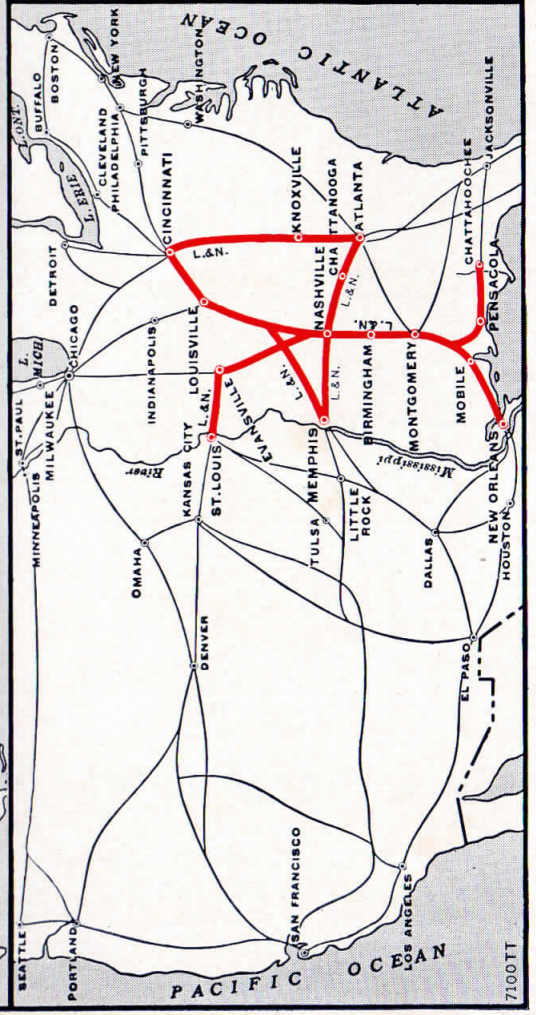 SEATTLE
PORTLAND
MINNEAPOLIS
ST. PAUL
MILWAUKEE
L.
MICH.
CHICAGO
DETROIT
L. ONT.
BUFFALO
BOSTON
L. ERIE
CLEVELAND
NEW YORK
PHILADELPHIA
PITTSBURGH
WASHINGTON
OMAHA
River
INDIANAPOLIS
CINCINNATI
DENVER
KANSAS CITY
ST. LOUIS
L.&N.
LOUISVILLE
EVANSVILLE
L.&N.
SAN FRANCISCO
TULSA
MEMPHIS
L.&N.
L.&N.
NASHVILLE
KNOXVILLE
CHATTANOOGA
L.&N.
ATLANTA
LITTLE
ROCK
BIRMINGHAM
L.&N.
LOS ANGELES
DALLAS
Mississippi
MONTGOMERY
EL PASO
MOBILE
CHATTAHOOCHEE
HOUSTON
NEW ORLEANS
PENSACOLA
JACKSONVILLE
PACIFIC OCEAN
ATLANTIC OCEAN
7100TT